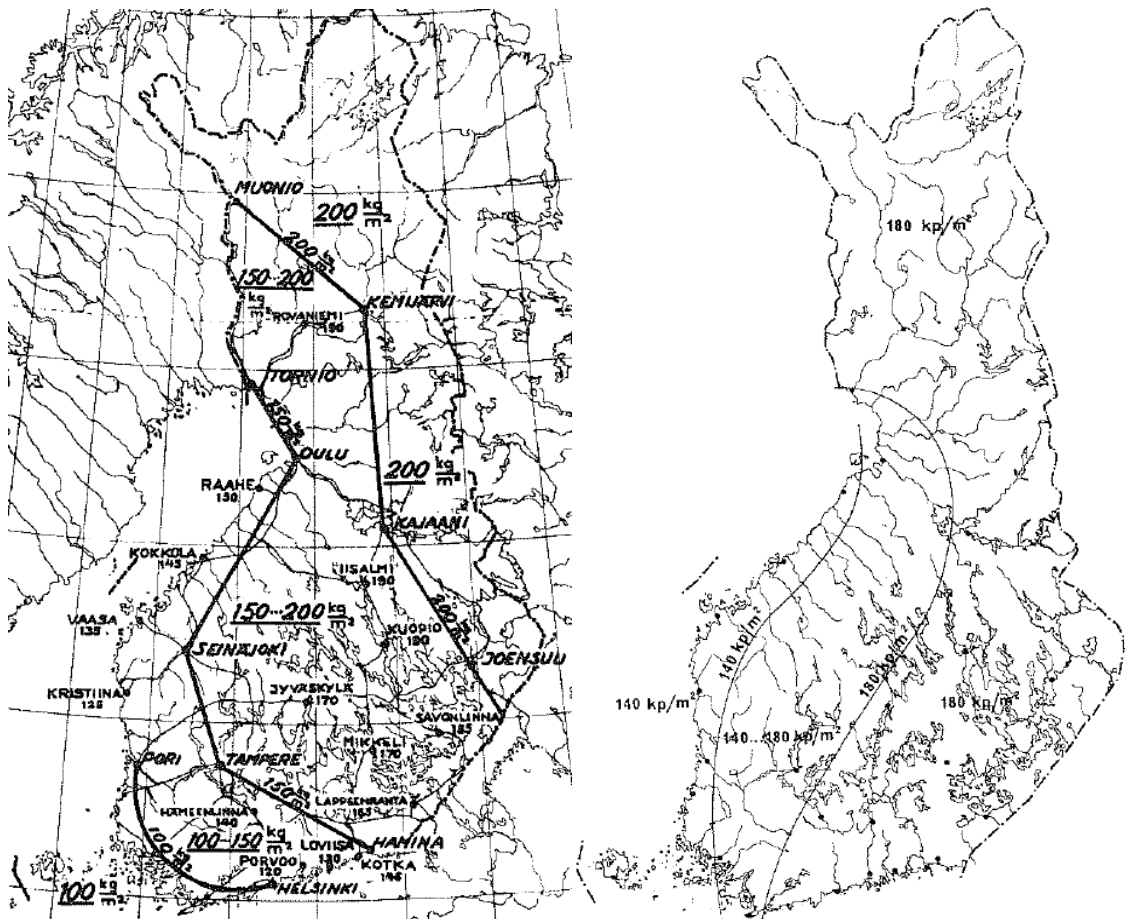 MUONIO
200 kg/m²
200 kg/m²
150-200
kg/m²
KEMIJÄRVI
ROVANIEMI
190
TORNIO
150 kg/m²
OULU
RAAHE
150
200 kg/m²
KAJAANI
KOKKOLA
145
IISALMI
190
150...200 kg/m²
200 kg/m²
VAASA
135
KUOPIO
190
SEINÄJOKI
JOENSUU
KRISTIINA
125
JYVÄSKYLÄ
170
SAVONLINNA
185
MIKKELI
170
PORI
TAMPERE
150 kg/m²
LAPPEENRANTA
165
HÄMEENLINNA
140
100 kg/m²
100-150 kg/m²
LOVIISA
130
HAMINA
PORVOO
120
KOTKA
145
HELSINKI
100 kg/m²
180 kp/m²
140 kp/m²
180 kp/m²
140 kp/m²
180 kp/m²
140...180 kp/m²